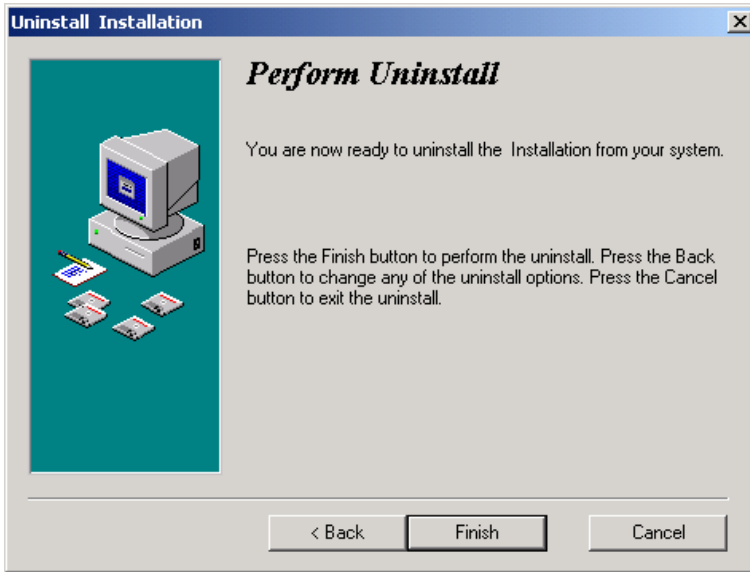 Uninstall Installation
Perform Uninstall
You are now ready to uninstall the  Installation from your system.
Press the Finish button to perform the uninstall. Press the Back
button to change any of the uninstall options. Press the Cancel
button to exit the uninstall.
< Back
Finish
Cancel